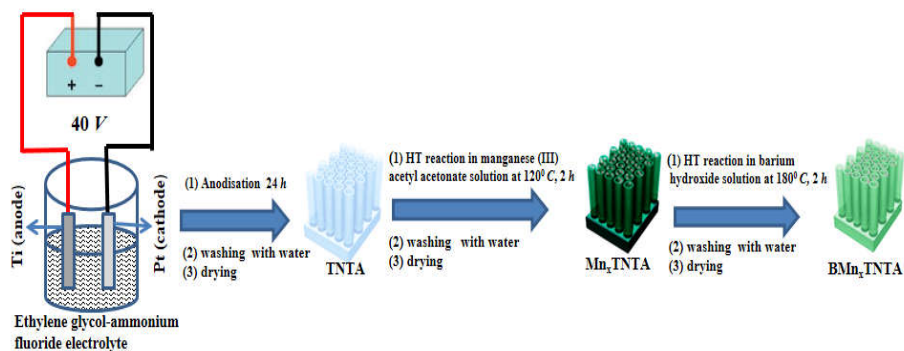 + –
40 V
Ti (anode)
Pt (cathode)
Ethylene glycol-ammonium
fluoride electrolyte
(1) Anodisation 24 h
(2) washing with water
(3) drying
TNTA
(1) HT reaction in manganese (III)
acetyl acetonate solution at 120⁰ C, 2 h
(2) washing with water
(3) drying
MnₓTNTA
(1) HT reaction in barium
hydroxide solution at 180⁰ C, 2 h
(2) washing with water
(3) drying
BMnₓTNTA